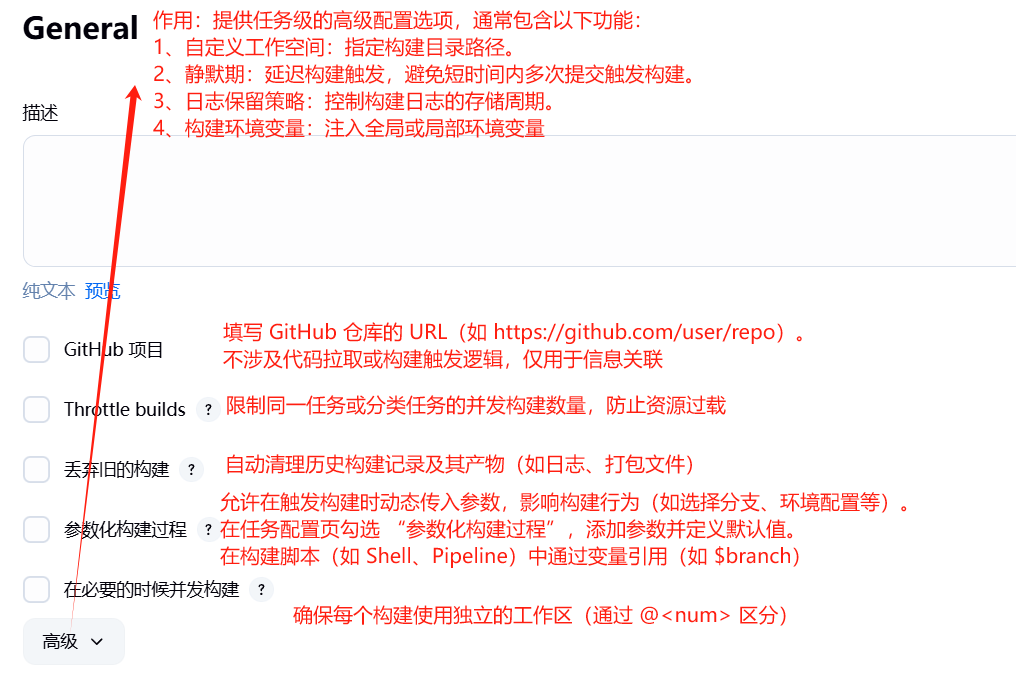 General
作用：提供任务级的高级配置选项，通常包含以下功能：
1、自定义工作空间：指定构建目录路径。
2、静默期：延迟构建触发，避免短时间内多次提交触发构建。
3、日志保留策略：控制构建日志的存储周期。
4、构建环境变量：注入全局或局部环境变量
描述
纯文本 预览
GitHub 项目
填写 GitHub 仓库的 URL（如 https://github.com/user/repo）。
不涉及代码拉取或构建触发逻辑，仅用于信息关联
Throttle builds ? 限制同一任务或分类任务的并发构建数量，防止资源过载
丢弃旧的构建 ? 自动清理历史构建记录及其产物（如日志、打包文件）
允许在触发构建时动态传入参数，影响构建行为（如选择分支、环境配置等）。
参数化构建过程 ? 在任务配置页勾选 “参数化构建过程”，添加参数并定义默认值。
在构建脚本（如 Shell、Pipeline）中通过变量引用（如 $branch）
在必要的时候并发构建 ?
确保每个构建使用独立的工作区（通过 @<num> 区分）
高级